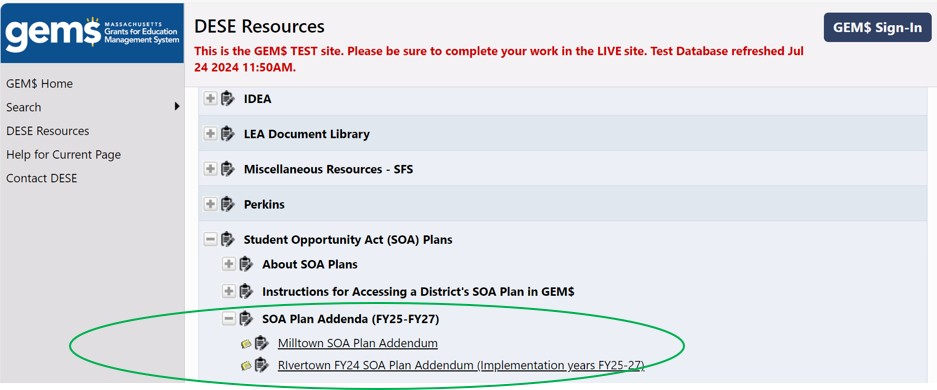 gem$
MASSACHUSETTS
Grants for Education
Management System
DESE Resources
GEM$ Sign-In
This is the GEM$ TEST site. Please be sure to complete your work in the LIVE site. Test Database refreshed Jul
24 2024 11:50AM.
GEM$ Home
Search
DESE Resources
Help for Current Page
Contact DESE
IDEA
LEA Document Library
Miscellaneous Resources - SFS
Perkins
Student Opportunity Act (SOA) Plans
About SOA Plans
Instructions for Accessing a District's SOA Plan in GEM$
SOA Plan Addenda (FY25-FY27)
Milltown SOA Plan Addendum
RIvertown FY24 SOA Plan Addendum (Implementation years FY25-27)